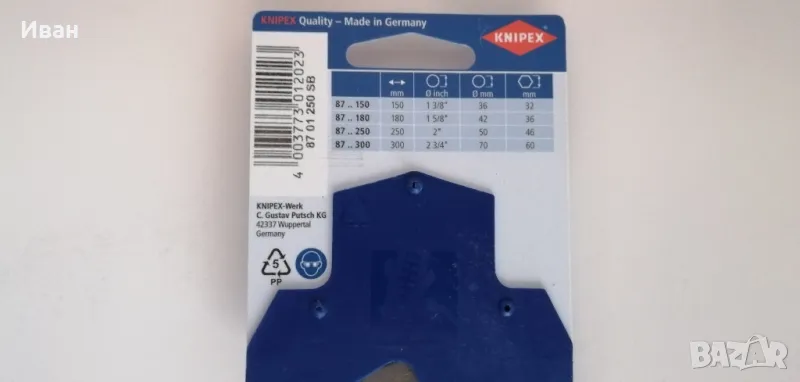 Иван
KNIPEX Quality – Made in Germany
KNIPEX
4 003773 012023
87 01 250 SB
mm Ø inch Ø mm mm
87 .. 150 150 1 3/8" 36 32
87 .. 180 180 1 5/8" 42 36
87 .. 250 250 2" 50 46
87 .. 300 300 2 3/4" 70 60
KNIPEX-Werk
C. Gustav Putsch KG
42337 Wuppertal
Germany
5
PP
BAZAR